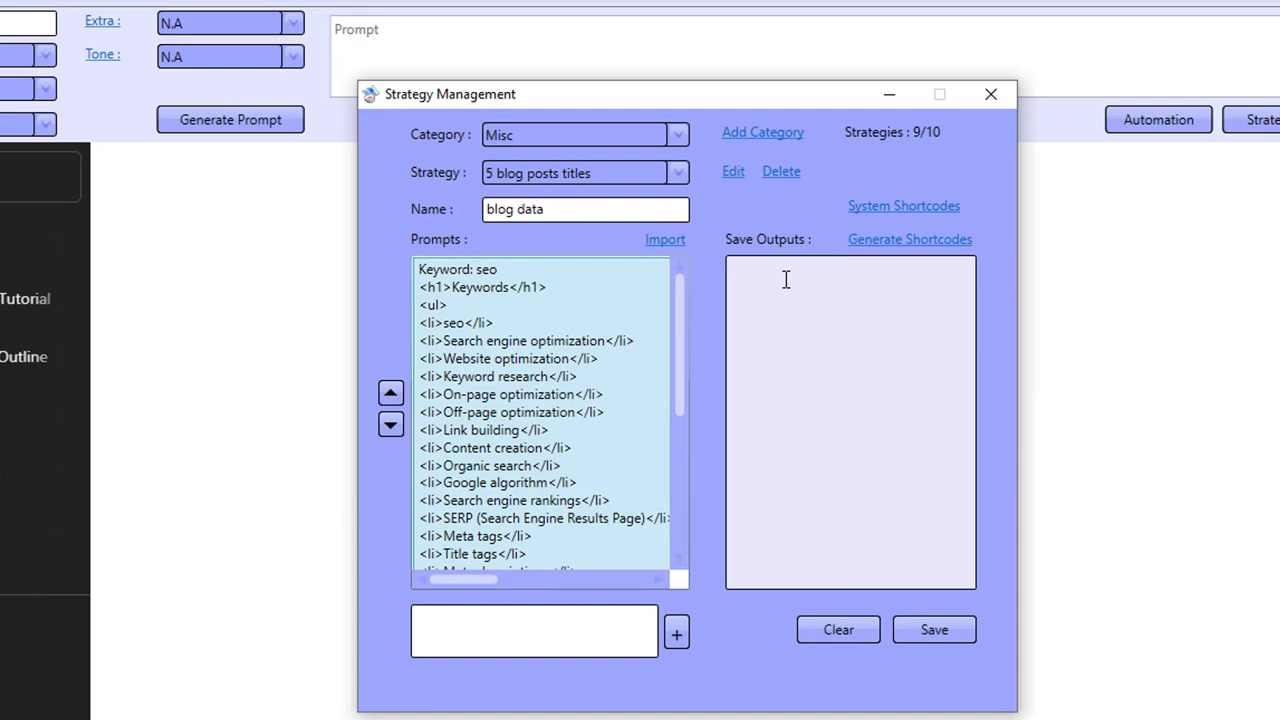 Extra :
N.A
Tone :
N.A
Generate Prompt
Prompt
Automation
Strate
Tutorial
Outline
Strategy Management
Category :
Misc
Add Category
Strategies : 9/10
Strategy :
5 blog posts titles
Edit
Delete
Name :
blog data
System Shortcodes
Prompts :
Import
Save Outputs :
Generate Shortcodes
Keyword: seo
<h1>Keywords</h1>
<ul>
<li>seo</li>
<li>Search engine optimization</li>
<li>Website optimization</li>
<li>Keyword research</li>
<li>On-page optimization</li>
<li>Off-page optimization</li>
<li>Link building</li>
<li>Content creation</li>
<li>Organic search</li>
<li>Google algorithm</li>
<li>Search engine rankings</li>
<li>SERP (Search Engine Results Page)</li>
<li>Meta tags</li>
<li>Title tags</li>
+
Clear
Save